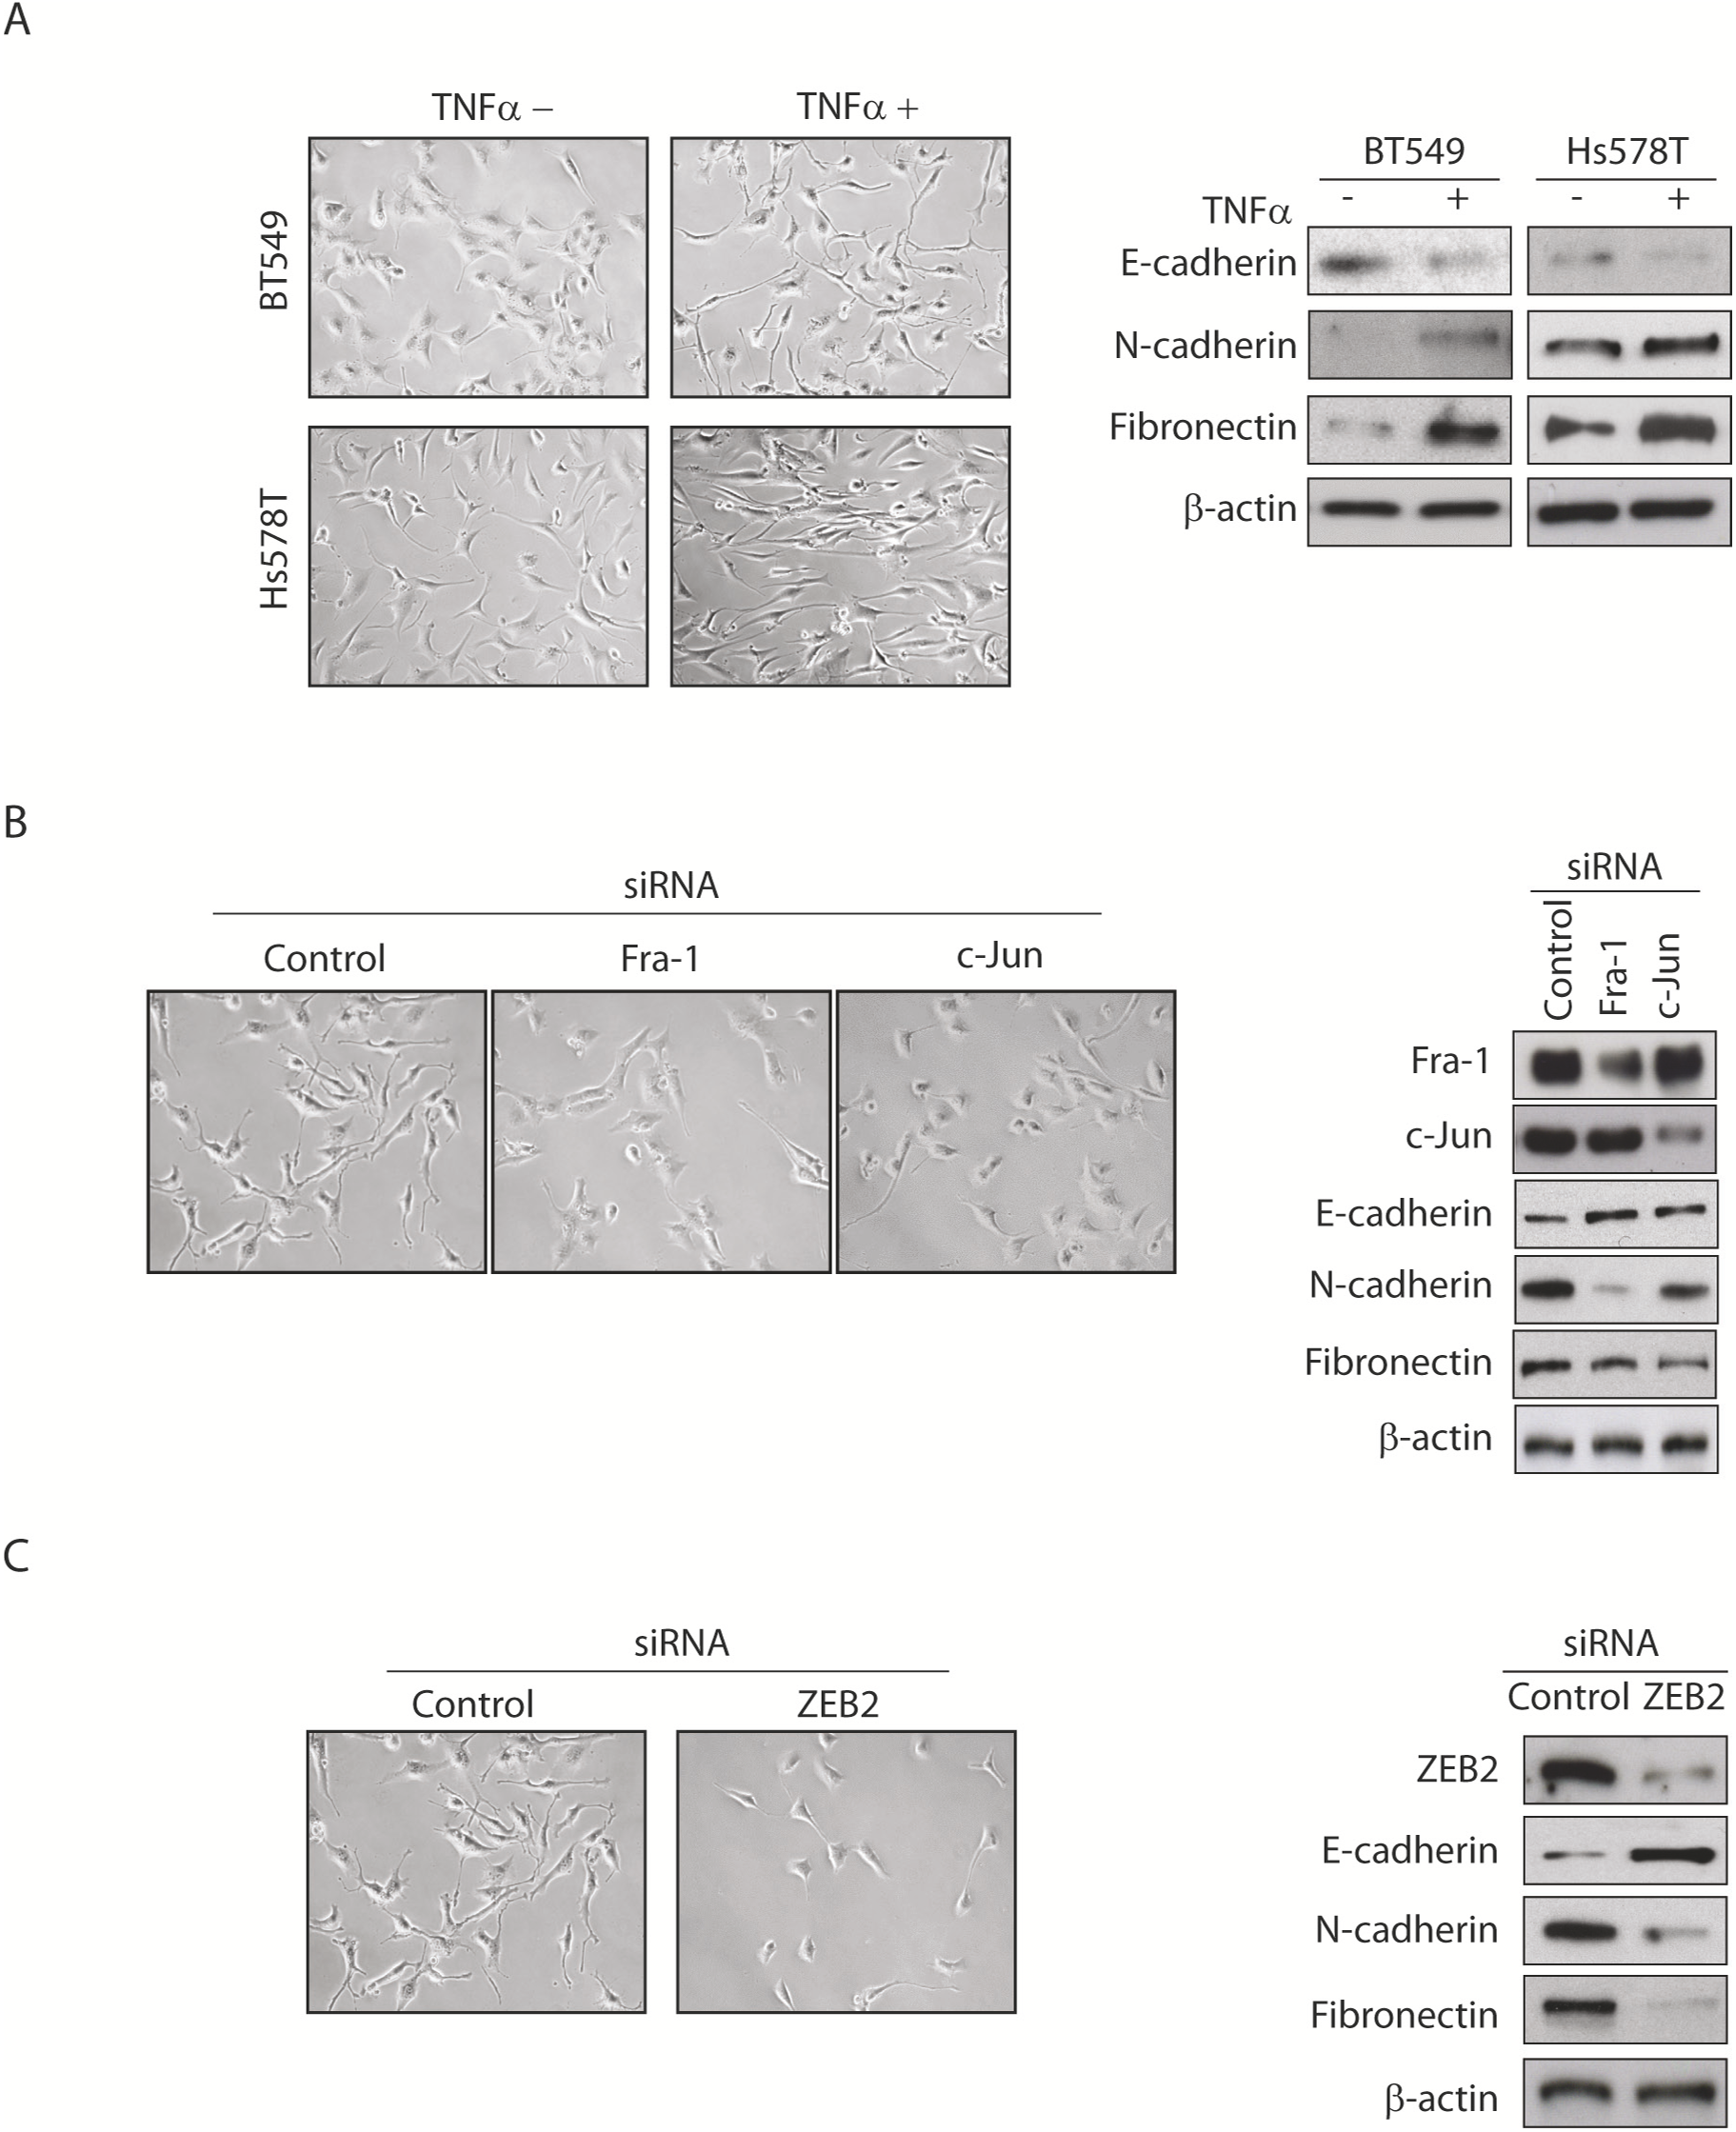 A
TNFα − TNFα +
BT549
Hs578T
BT549 Hs578T
TNFα - + - +
E-cadherin
N-cadherin
Fibronectin
β-actin
B
siRNA
Control Fra-1 c-Jun
siRNA
Control Fra-1 c-Jun
Fra-1
c-Jun
E-cadherin
N-cadherin
Fibronectin
β-actin
C
siRNA
Control ZEB2
siRNA
Control ZEB2
ZEB2
E-cadherin
N-cadherin
Fibronectin
β-actin